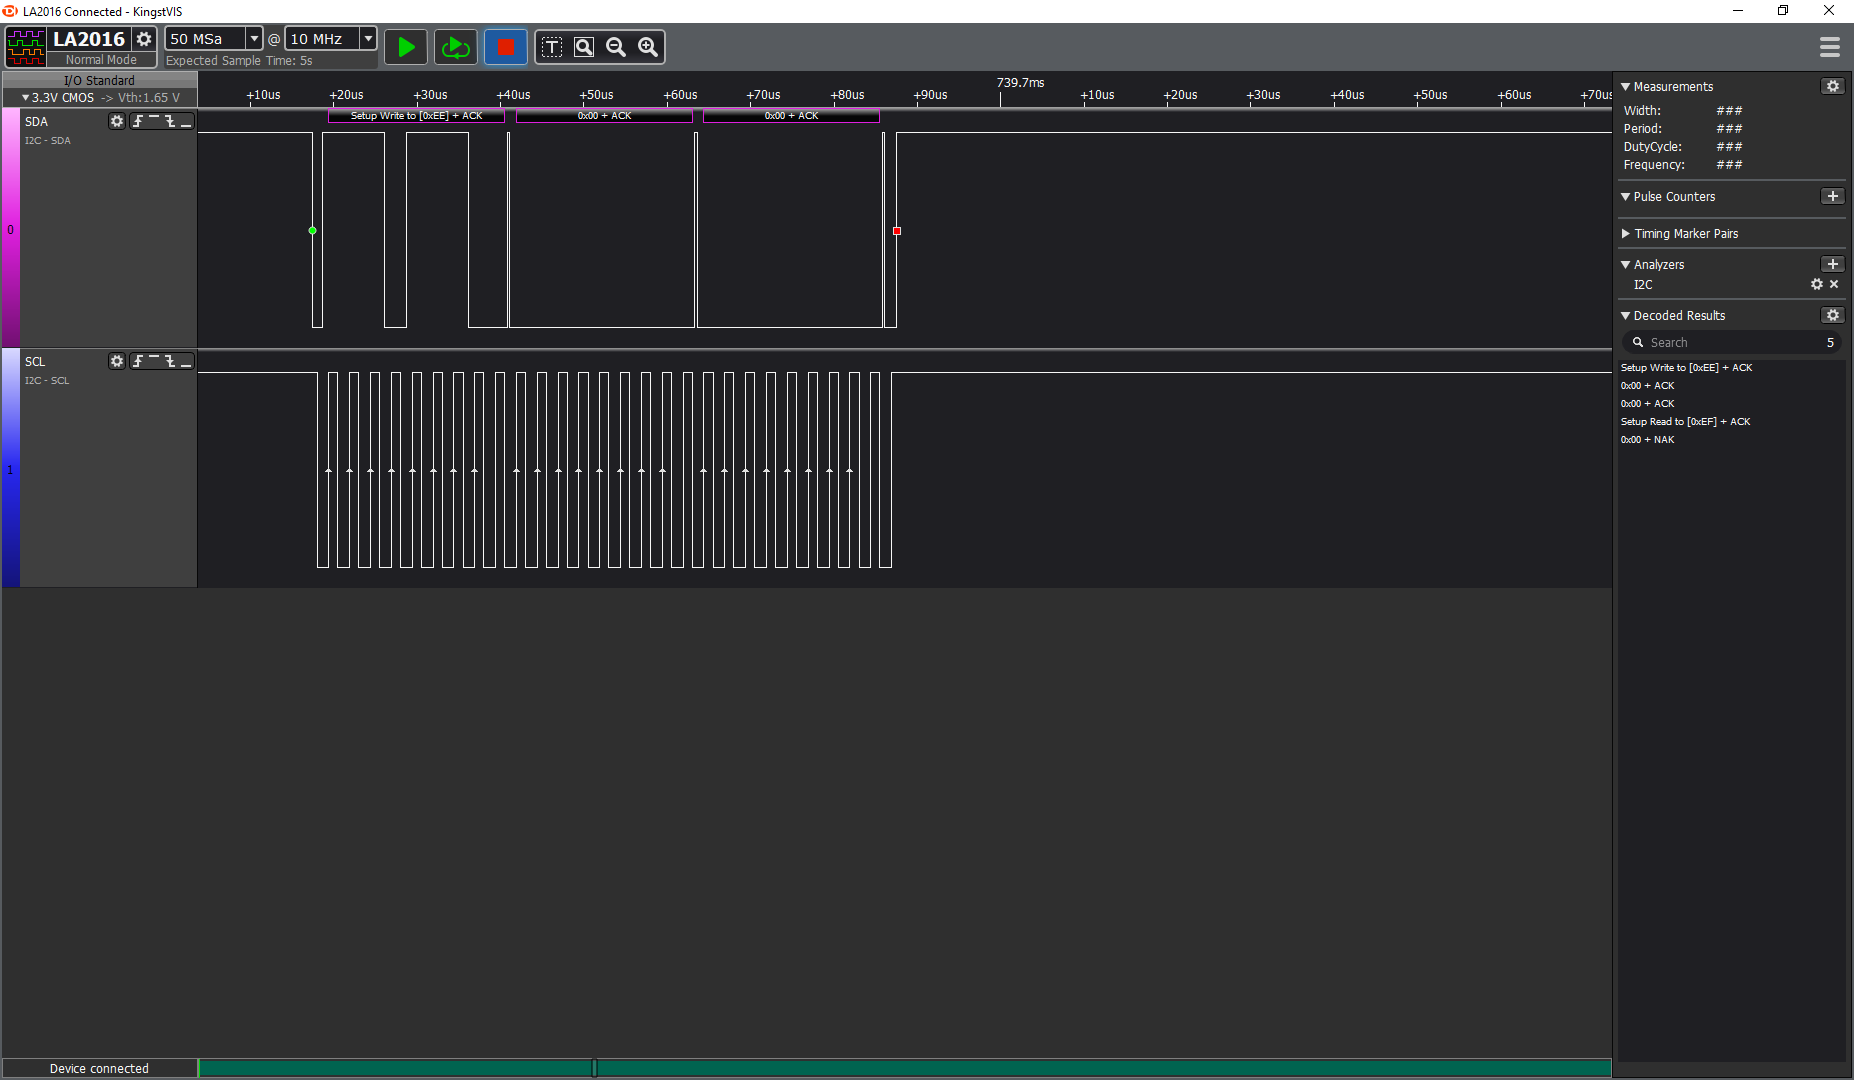 LA2016 Connected - KingstVIS
LA2016
Normal Mode
50 MSa @ 10 MHz
Expected Sample Time: 5s
I/O Standard
3.3V CMOS -> Vth:1.65 V
739.7ms
+10us +20us +30us +40us +50us +60us +70us +80us +90us +10us +20us +30us +40us +50us +60us +70us
SDA
I2C - SDA
0
Setup Write to [0xEE] + ACK
0x00 + ACK
0x00 + ACK
SCL
I2C - SCL
1
Measurements
Width: ###
Period: ###
DutyCycle: ###
Frequency: ###
Pulse Counters
Timing Marker Pairs
Analyzers
I2C
Decoded Results
Search 5
Setup Write to [0xEE] + ACK
0x00 + ACK
0x00 + ACK
Setup Read to [0xEF] + ACK
0x00 + NAK
Device connected